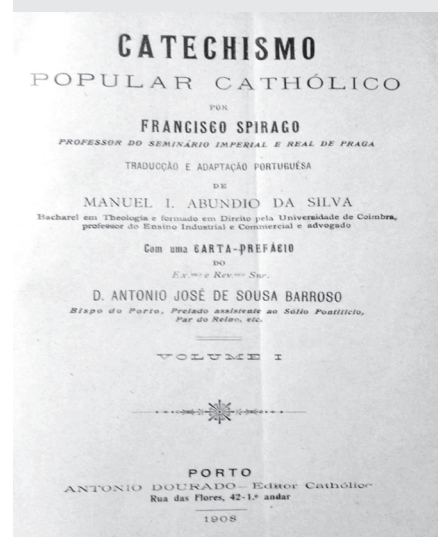 CATECHISMO
POPULAR CATHÓLICO
POR
FRANCISCO SPIRAGO
PROFESSOR DO SEMINÁRIO IMPERIAL E REAL DE PRAGA
TRADUCÇÃO E ADAPTAÇÃO PORTUGUÊSA
DE
MANUEL I. ABUNDIO DA SILVA
Bacharel em Theologia e formado em Direito pela Universidade de Coimbra,
professor do Ensino Industrial e Commercial e advogado
Com uma CARTA-PREFÁCIO
DO
Ex.mo e Rev.mo Snr.
D. ANTONIO JOSÉ DE SOUSA BARROSO
Bispo do Porto, Prelado assistente ao Sólio Pontifício,
Par do Reino, etc.
VOLUME I
PORTO
ANTONIO DOURADO—Editor Cathólico
Rua das Flores, 42-1.º andar
1908